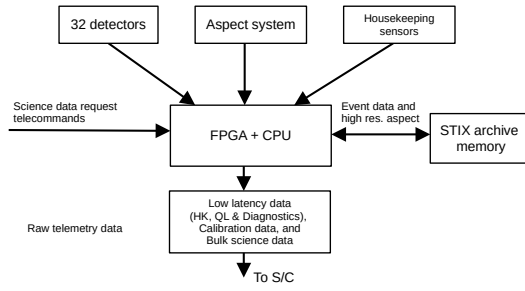 32 detectors
Aspect system
Housekeeping
sensors
Science data request
telecommands
FPGA + CPU
Event data and
high res. aspect
STIX archive
memory
Raw telemetry data
Low latency data
(HK, QL & Diagnostics),
Calibration data, and
Bulk science data
To S/C